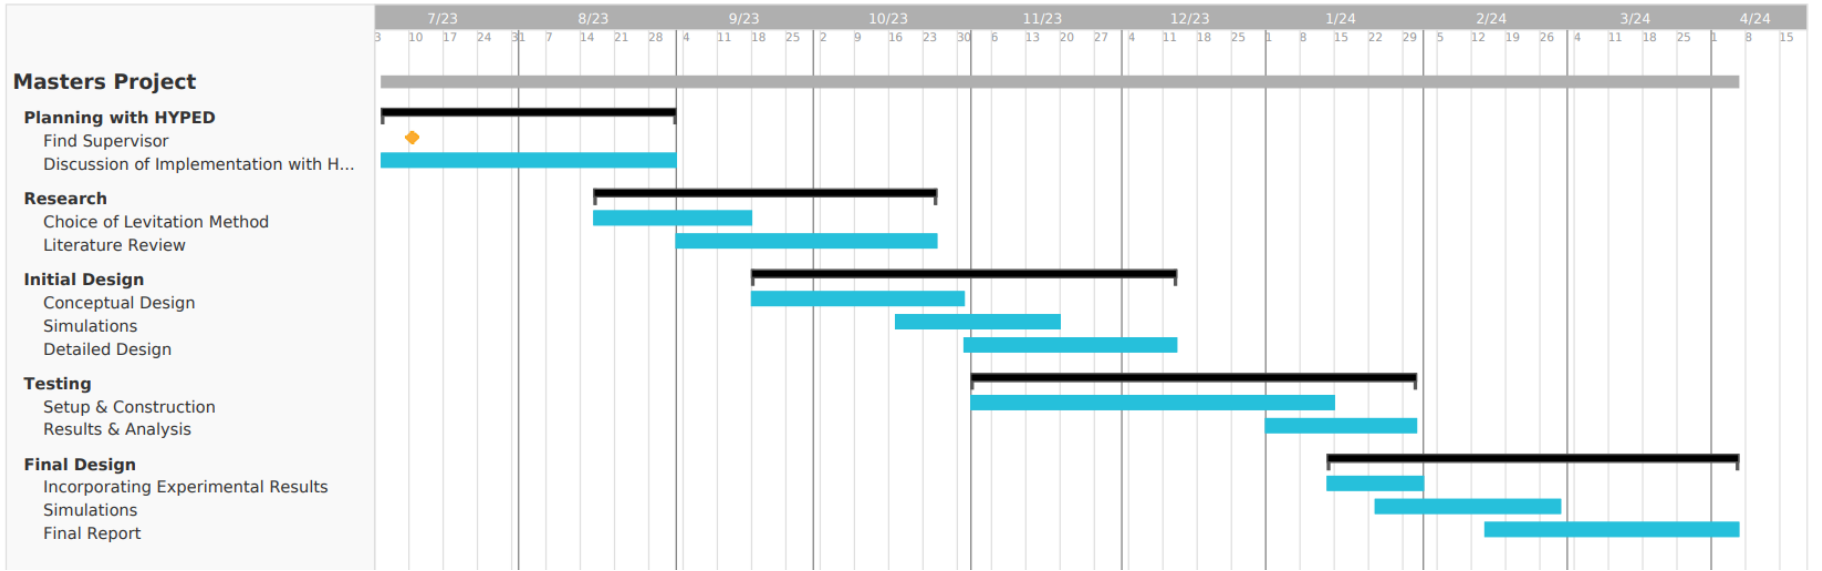 7/23 8/23 9/23 10/23 11/23 12/23 1/24 2/24 3/24 4/24
3 10 17 24 31 7 14 21 28 4 11 18 25 2 9 16 23 30 6 13 20 27 4 11 18 25 1 8 15 22 29 5 12 19 26 4 11 18 25 1 8 15
Masters Project
Planning with HYPED
Find Supervisor
Discussion of Implementation with H...
Research
Choice of Levitation Method
Literature Review
Initial Design
Conceptual Design
Simulations
Detailed Design
Testing
Setup & Construction
Results & Analysis
Final Design
Incorporating Experimental Results
Simulations
Final Report